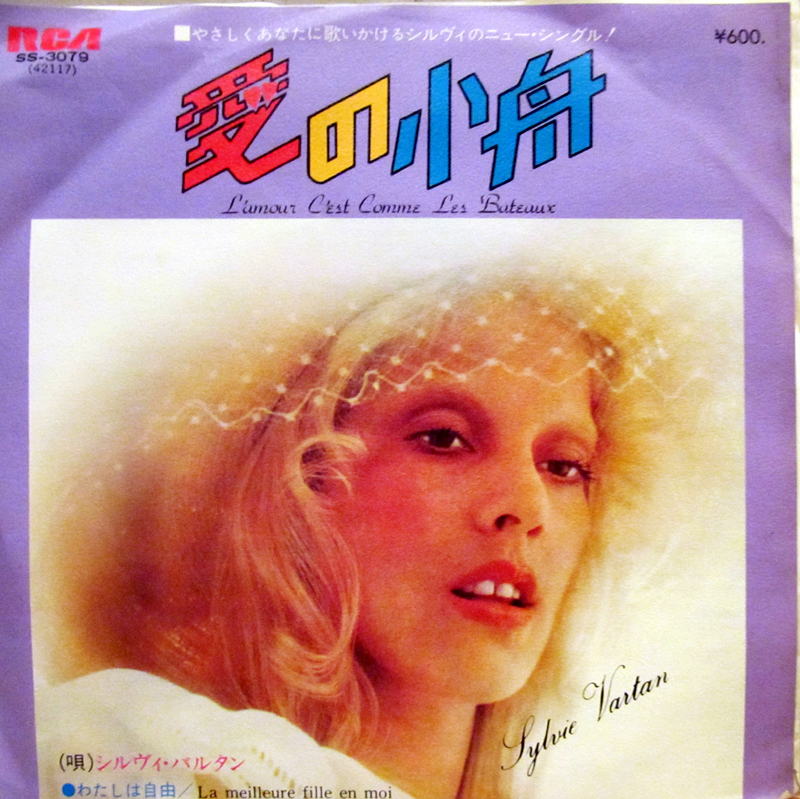 RCA
SS-3079
(42117)
■やさしくあなたに歌いかけるシルヴィのニュー・シングル!
¥600.
愛の小舟
L'amour C'est Comme Les Bateaux
Sylvie Vartan
(唄)シルヴィ・バルタン
●わたしは自由/La meilleure fille en moi